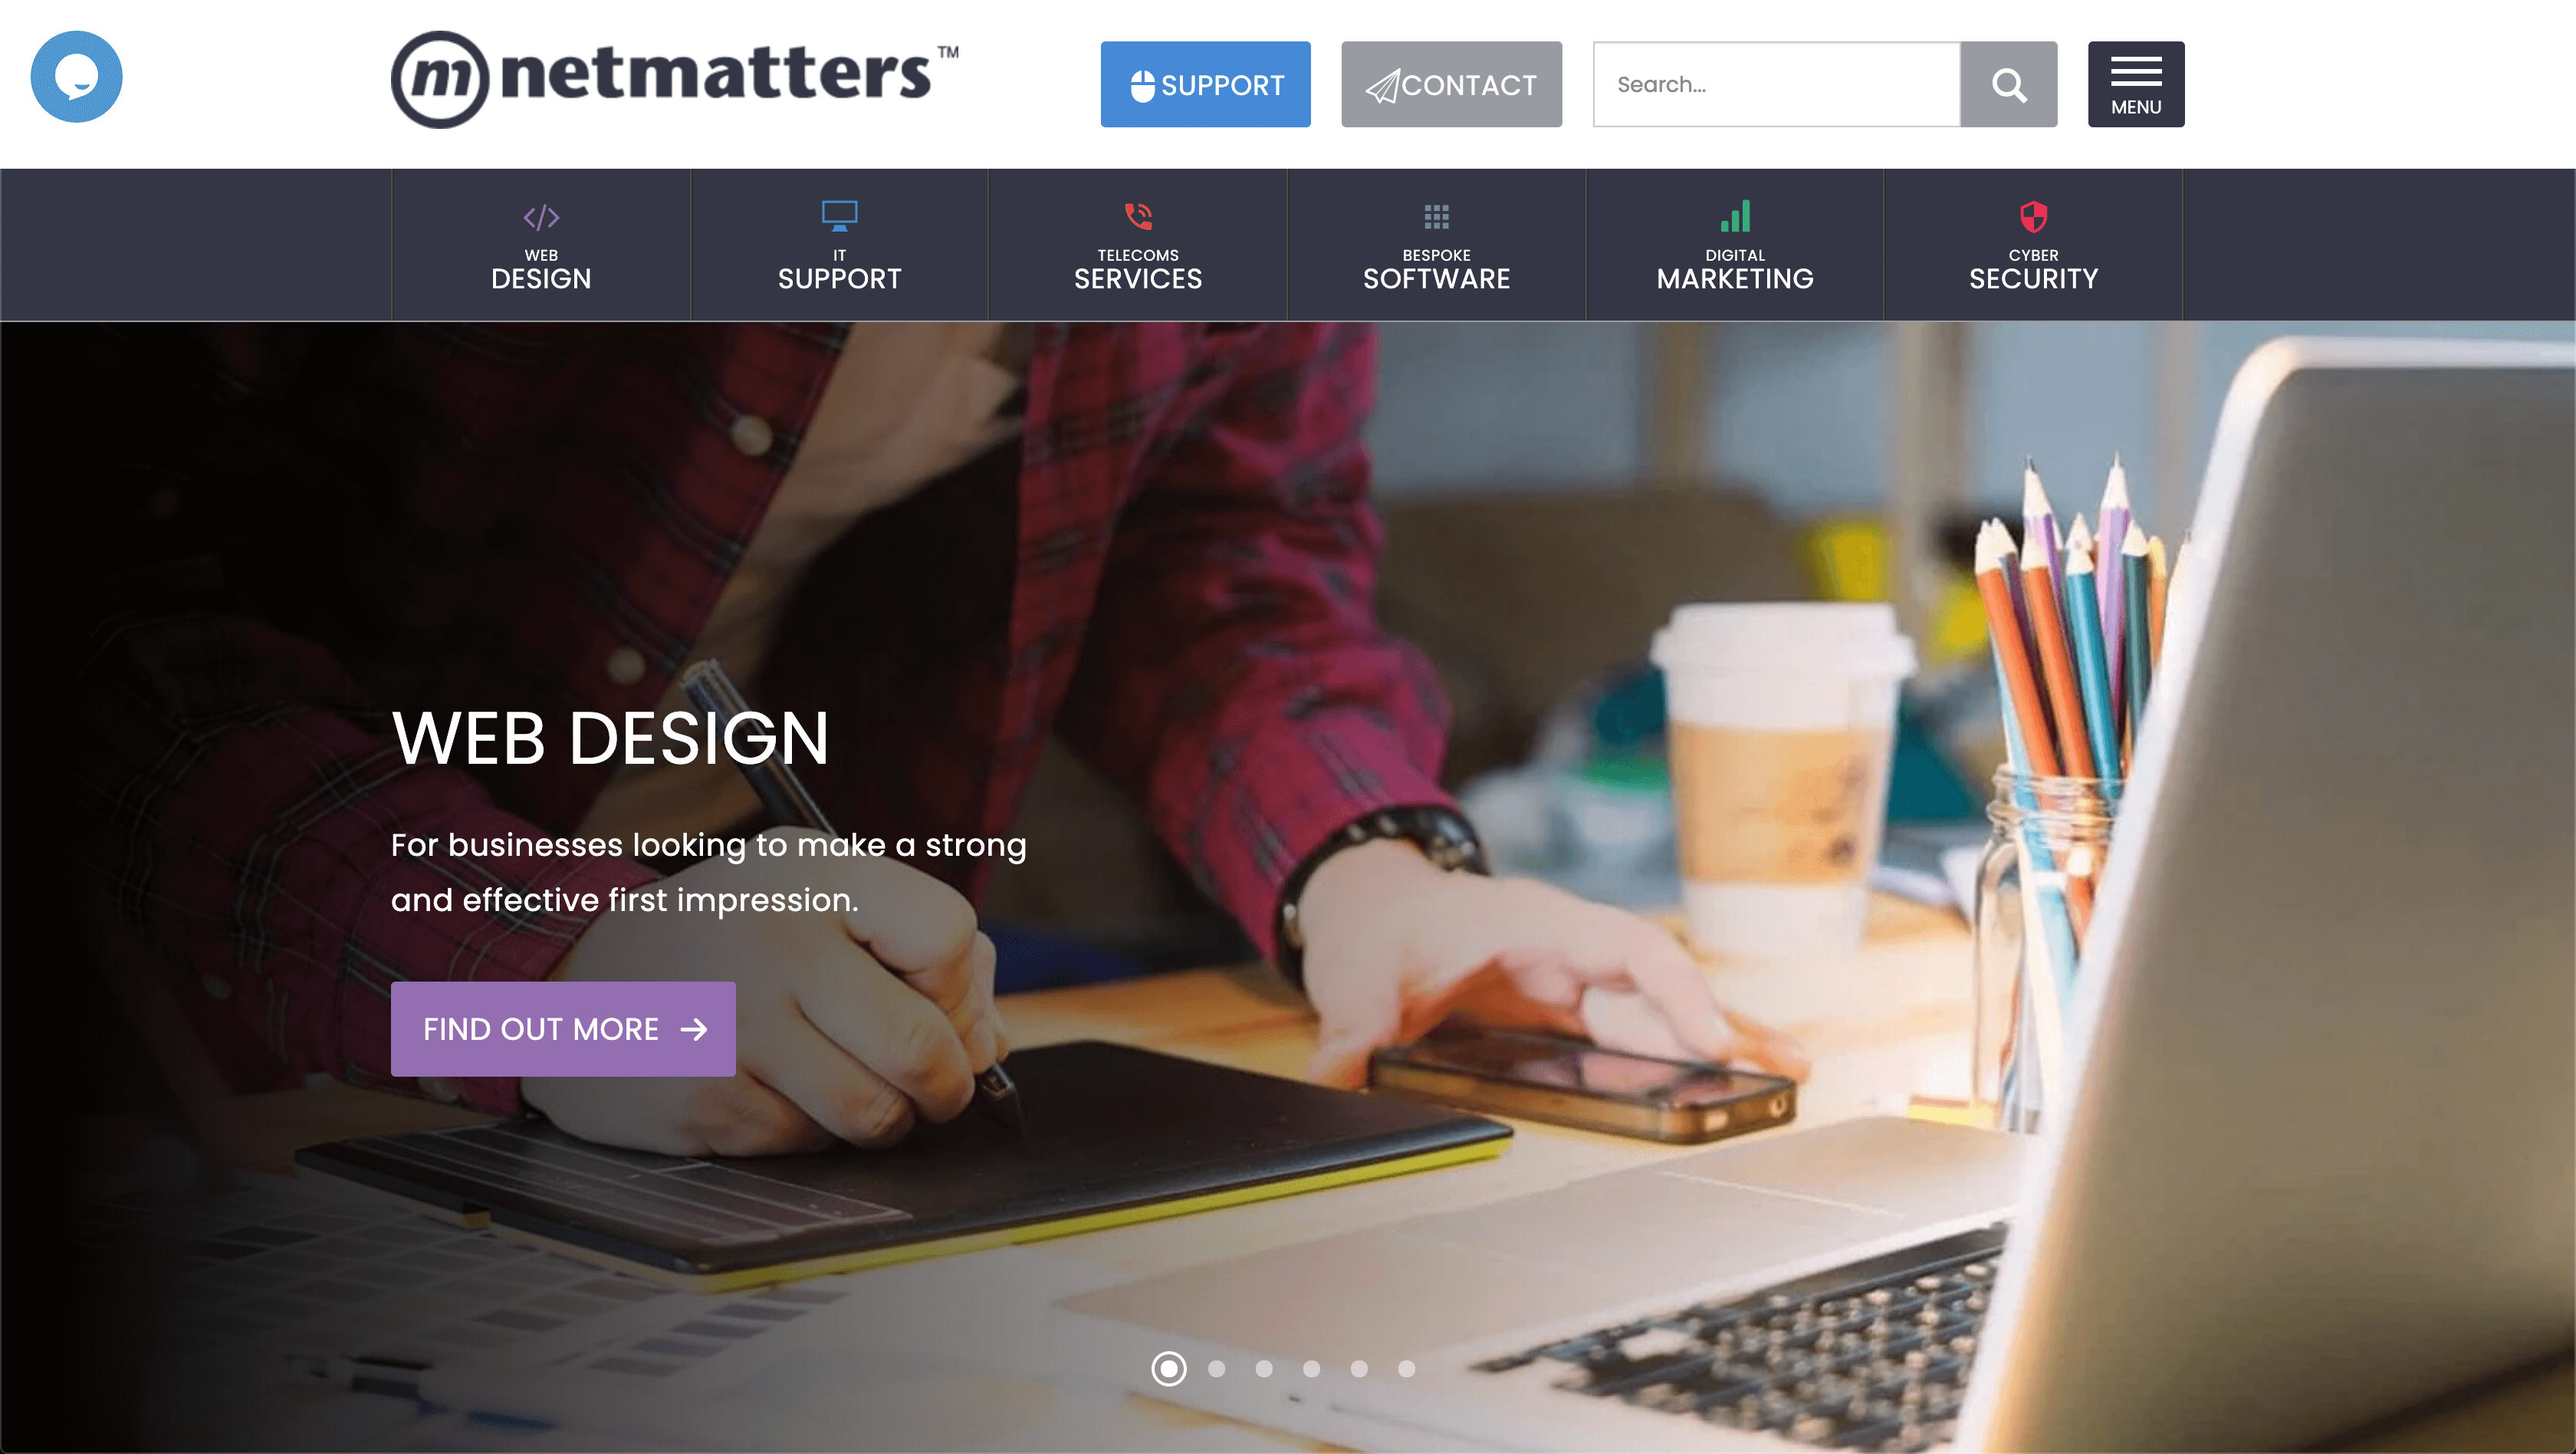 m netmatters™
SUPPORT
CONTACT
Search...
MENU
WEB
DESIGN
IT
SUPPORT
TELECOMS
SERVICES
BESPOKE
SOFTWARE
DIGITAL
MARKETING
CYBER
SECURITY
WEB DESIGN
For businesses looking to make a strong
and effective first impression.
FIND OUT MORE →